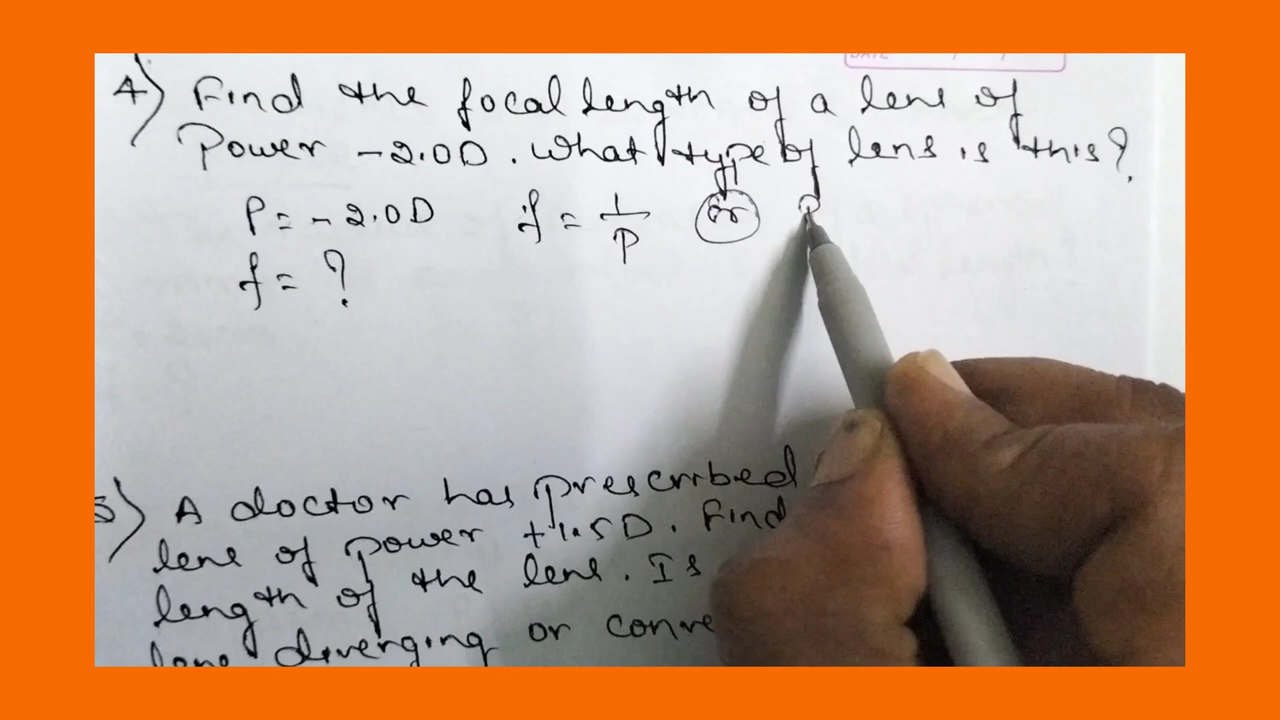 DATE
4) Find the focal length of a lens of
Power -2.0D. What type of lens is this?
P = -2.0D f = 1/P or P
f = ?
5) A doctor has prescribed
lens of power +1.5D. Find
length of the lens. Is
lens diverging or conve